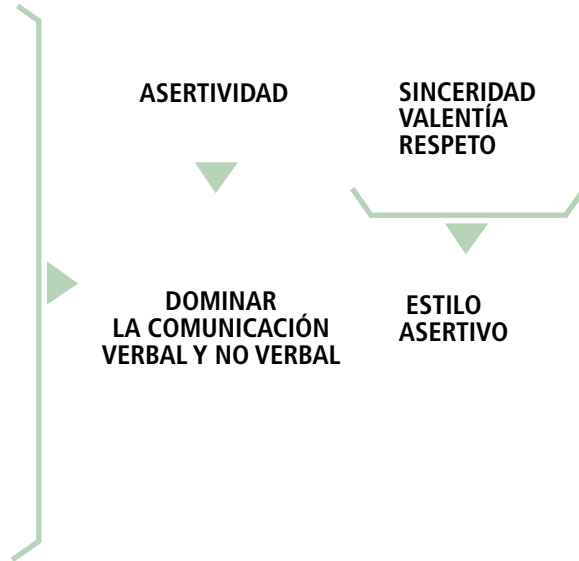 ASERTIVIDAD
DOMINAR
LA COMUNICACIÓN
VERBAL Y NO VERBAL
SINCERIDAD
VALENTÍA
RESPETO
ESTILO
ASERTIVO